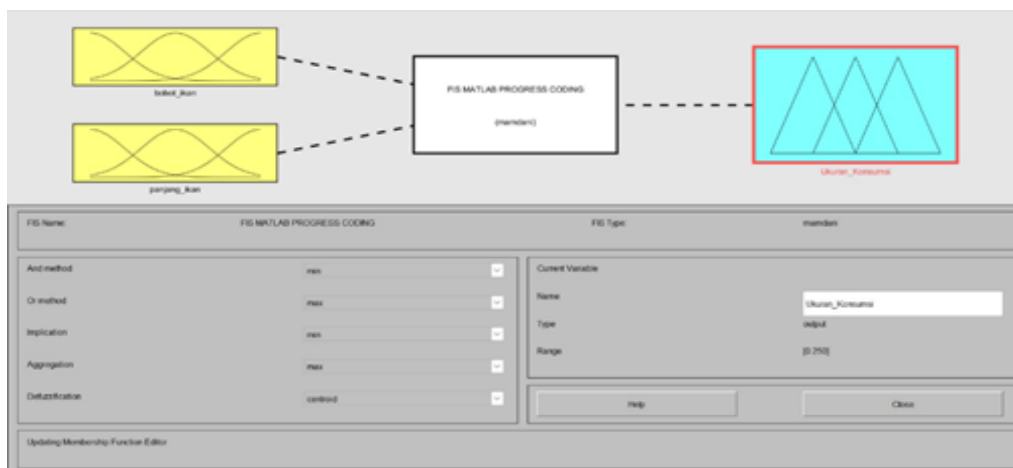 bobot_ikan
panjang_ikan
FIS MATLAB PROGRESS CODING
(mamdani)
Ukuran_Konsumsi
FIS Name: FIS MATLAB PROGRESS CODING FIS Type: mamdani
And method min
Or method max
Implication min
Aggregation max
Defuzzification centroid
Current Variable
Name Ukuran_Konsumsi
Type output
Range [0 250]
Help Close
Updating Membership Function Editor